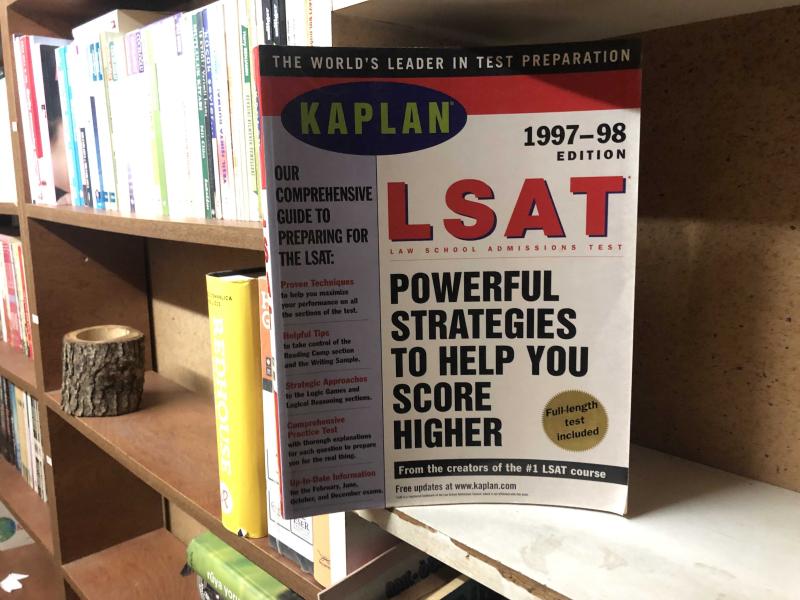 THE WORLD'S LEADER IN TEST PREPARATION
KAPLAN®
1997–98
EDITION
LSAT
LAW SCHOOL ADMISSIONS TEST
OUR
COMPREHENSIVE
GUIDE TO
PREPARING FOR
THE LSAT:
Proven Techniques
to help you maximize
your performance on all
the sections of the test.
Helpful Tips
to take control of the
Reading Comp section
and the Writing Sample.
Strategic Approaches
to the Logic Games and
Logical Reasoning sections.
Comprehensive
Practice Test
with thorough explanations
for each question to prepare
you for the real thing.
Up-to-Date Information
for the February, June,
October, and December exams.
POWERFUL
STRATEGIES
TO HELP YOU
SCORE
HIGHER
Full-length
test
included
From the creators of the #1 LSAT course
Free updates at www.kaplan.com
REDHOUSE